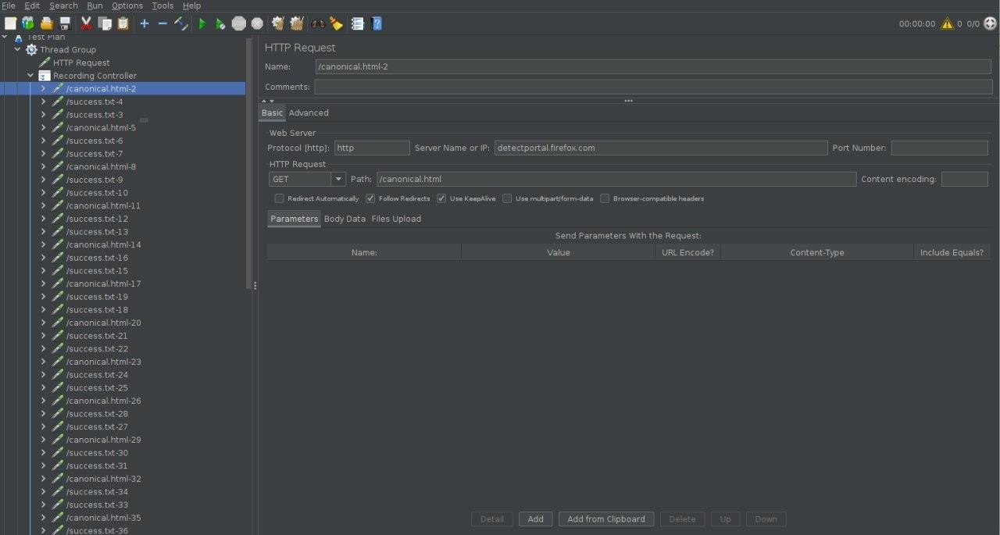 File Edit Search Run Options Tools Help
00:00:00 0 0/0
Test Plan
Thread Group
HTTP Request
Recording Controller
/canonical.html-2
/success.txt-4
/success.txt-3
/canonical.html-5
/success.txt-6
/success.txt-7
/canonical.html-8
/success.txt-9
/success.txt-10
/canonical.html-11
/success.txt-12
/success.txt-13
/canonical.html-14
/success.txt-16
/success.txt-15
/canonical.html-17
/success.txt-19
/success.txt-18
/canonical.html-20
/success.txt-21
/success.txt-22
/canonical.html-23
/success.txt-24
/success.txt-25
/canonical.html-26
/success.txt-28
/success.txt-27
/canonical.html-29
/success.txt-30
/success.txt-31
/canonical.html-32
/success.txt-34
/success.txt-33
/canonical.html-35
/success.txt-36
HTTP Request
Name: /canonical.html-2
Comments:
Basic Advanced
Web Server
Protocol [http]: http Server Name or IP: detectportal.firefox.com Port Number:
HTTP Request
GET Path: /canonical.html Content encoding:
Redirect Automatically Follow Redirects Use KeepAlive Use multipart/form-data Browser-compatible headers
Parameters Body Data Files Upload
Send Parameters With the Request:
Name: Value URL Encode? Content-Type Include Equals?
Detail Add Add from Clipboard Delete Up Down